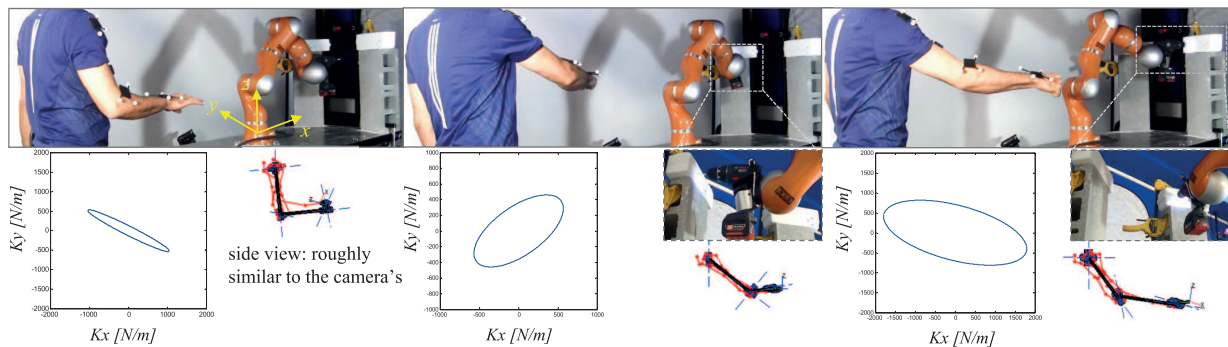 z
y
x
2000
1500
1000
500
0
-500
-1000
-1500
-2000
-2000 -1000 0 1000 2000
Ky [N/m]
Kx [N/m]
side view: roughly
similar to the camera's
1000
800
600
400
200
0
-200
-400
-600
-800
-1000
-1000 -500 0 500 1000
Ky [N/m]
Kx [N/m]
2000
1500
1000
500
0
-500
-1000
-1500
-2000
-2000 -1500 -1000 -500 0 500 1000 1500 2000
Ky [N/m]
Kx [N/m]
z
z
x